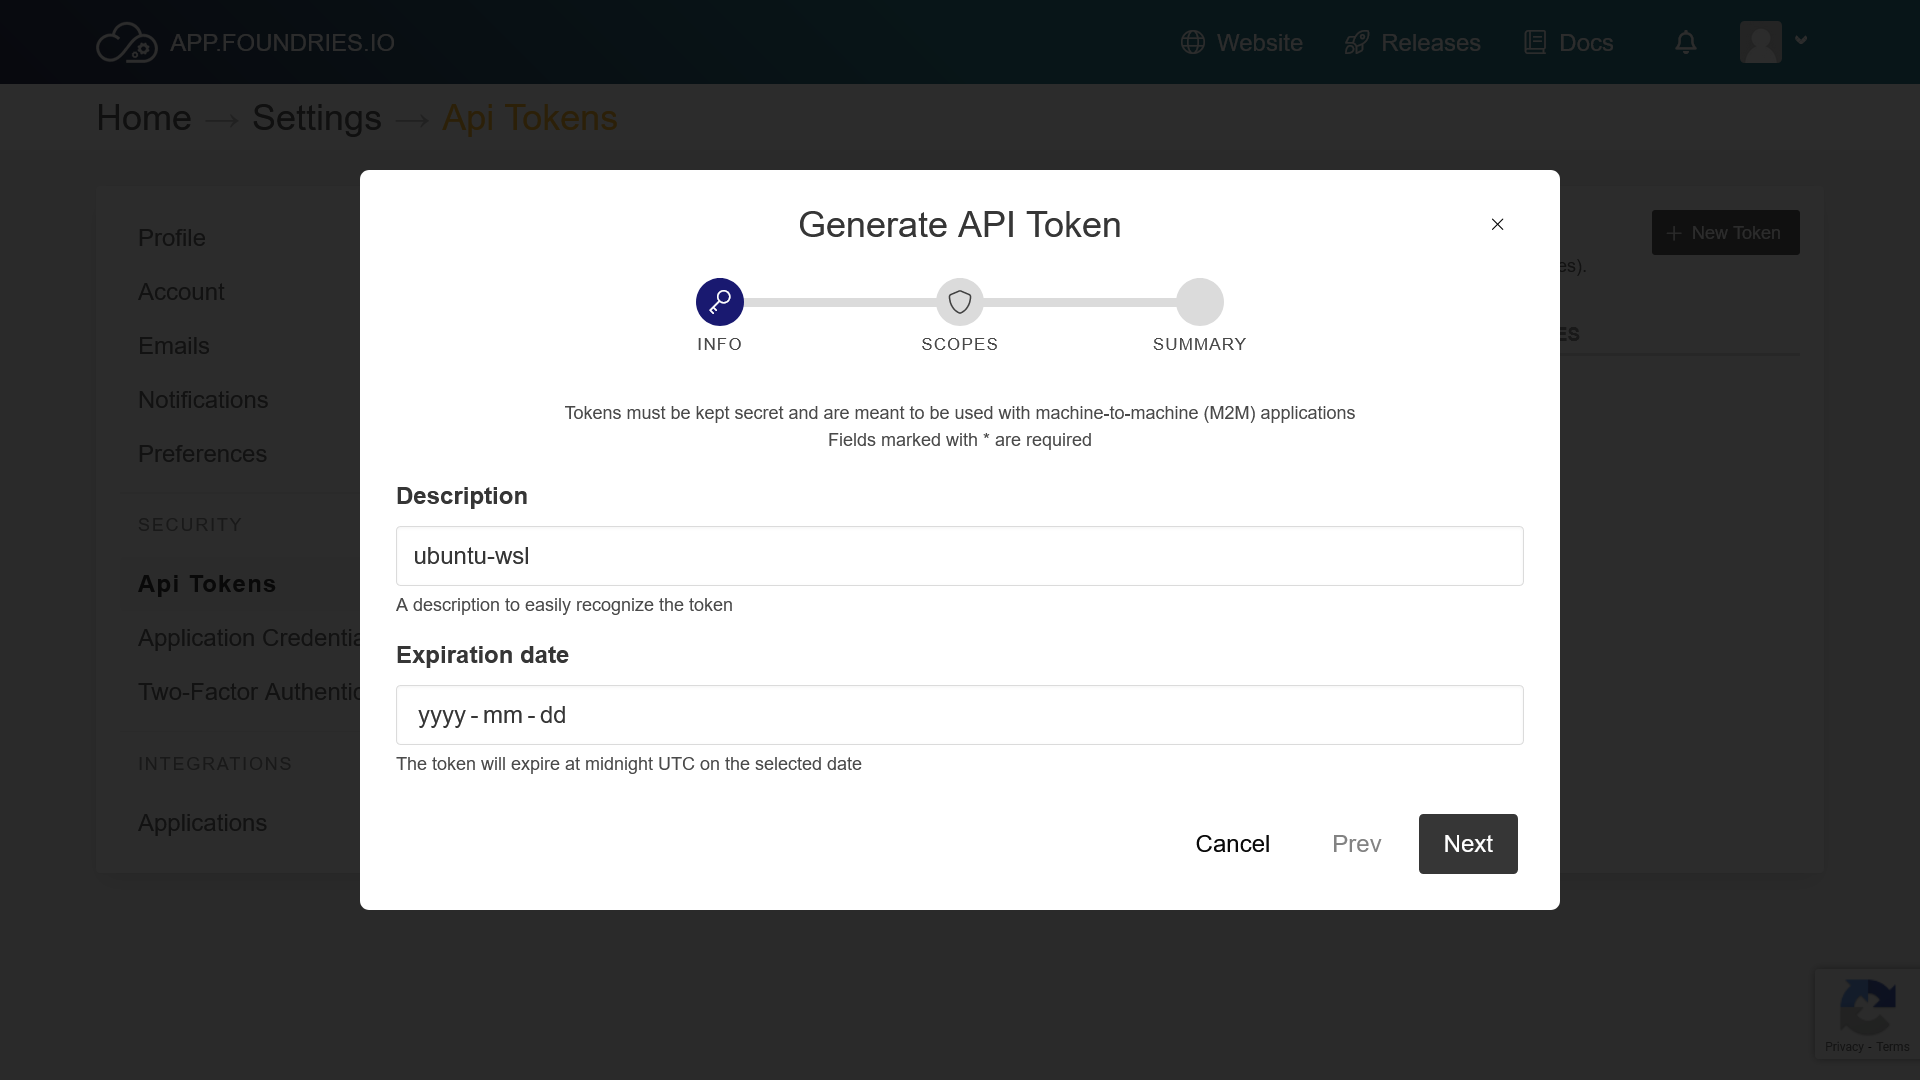 APP.FOUNDRIES.IO
Website
Releases
Docs
Home → Settings → Api Tokens
Profile
Account
Emails
Notifications
Preferences
SECURITY
Api Tokens
Application Credentia
Two-Factor Authentic
INTEGRATIONS
Applications
+ New Token
es).
ES
Generate API Token
INFO
SCOPES
SUMMARY
Tokens must be kept secret and are meant to be used with machine-to-machine (M2M) applications
Fields marked with * are required
Description
ubuntu-wsl
A description to easily recognize the token
Expiration date
yyyy-mm-dd
The token will expire at midnight UTC on the selected date
Cancel
Prev
Next
Privacy - Terms